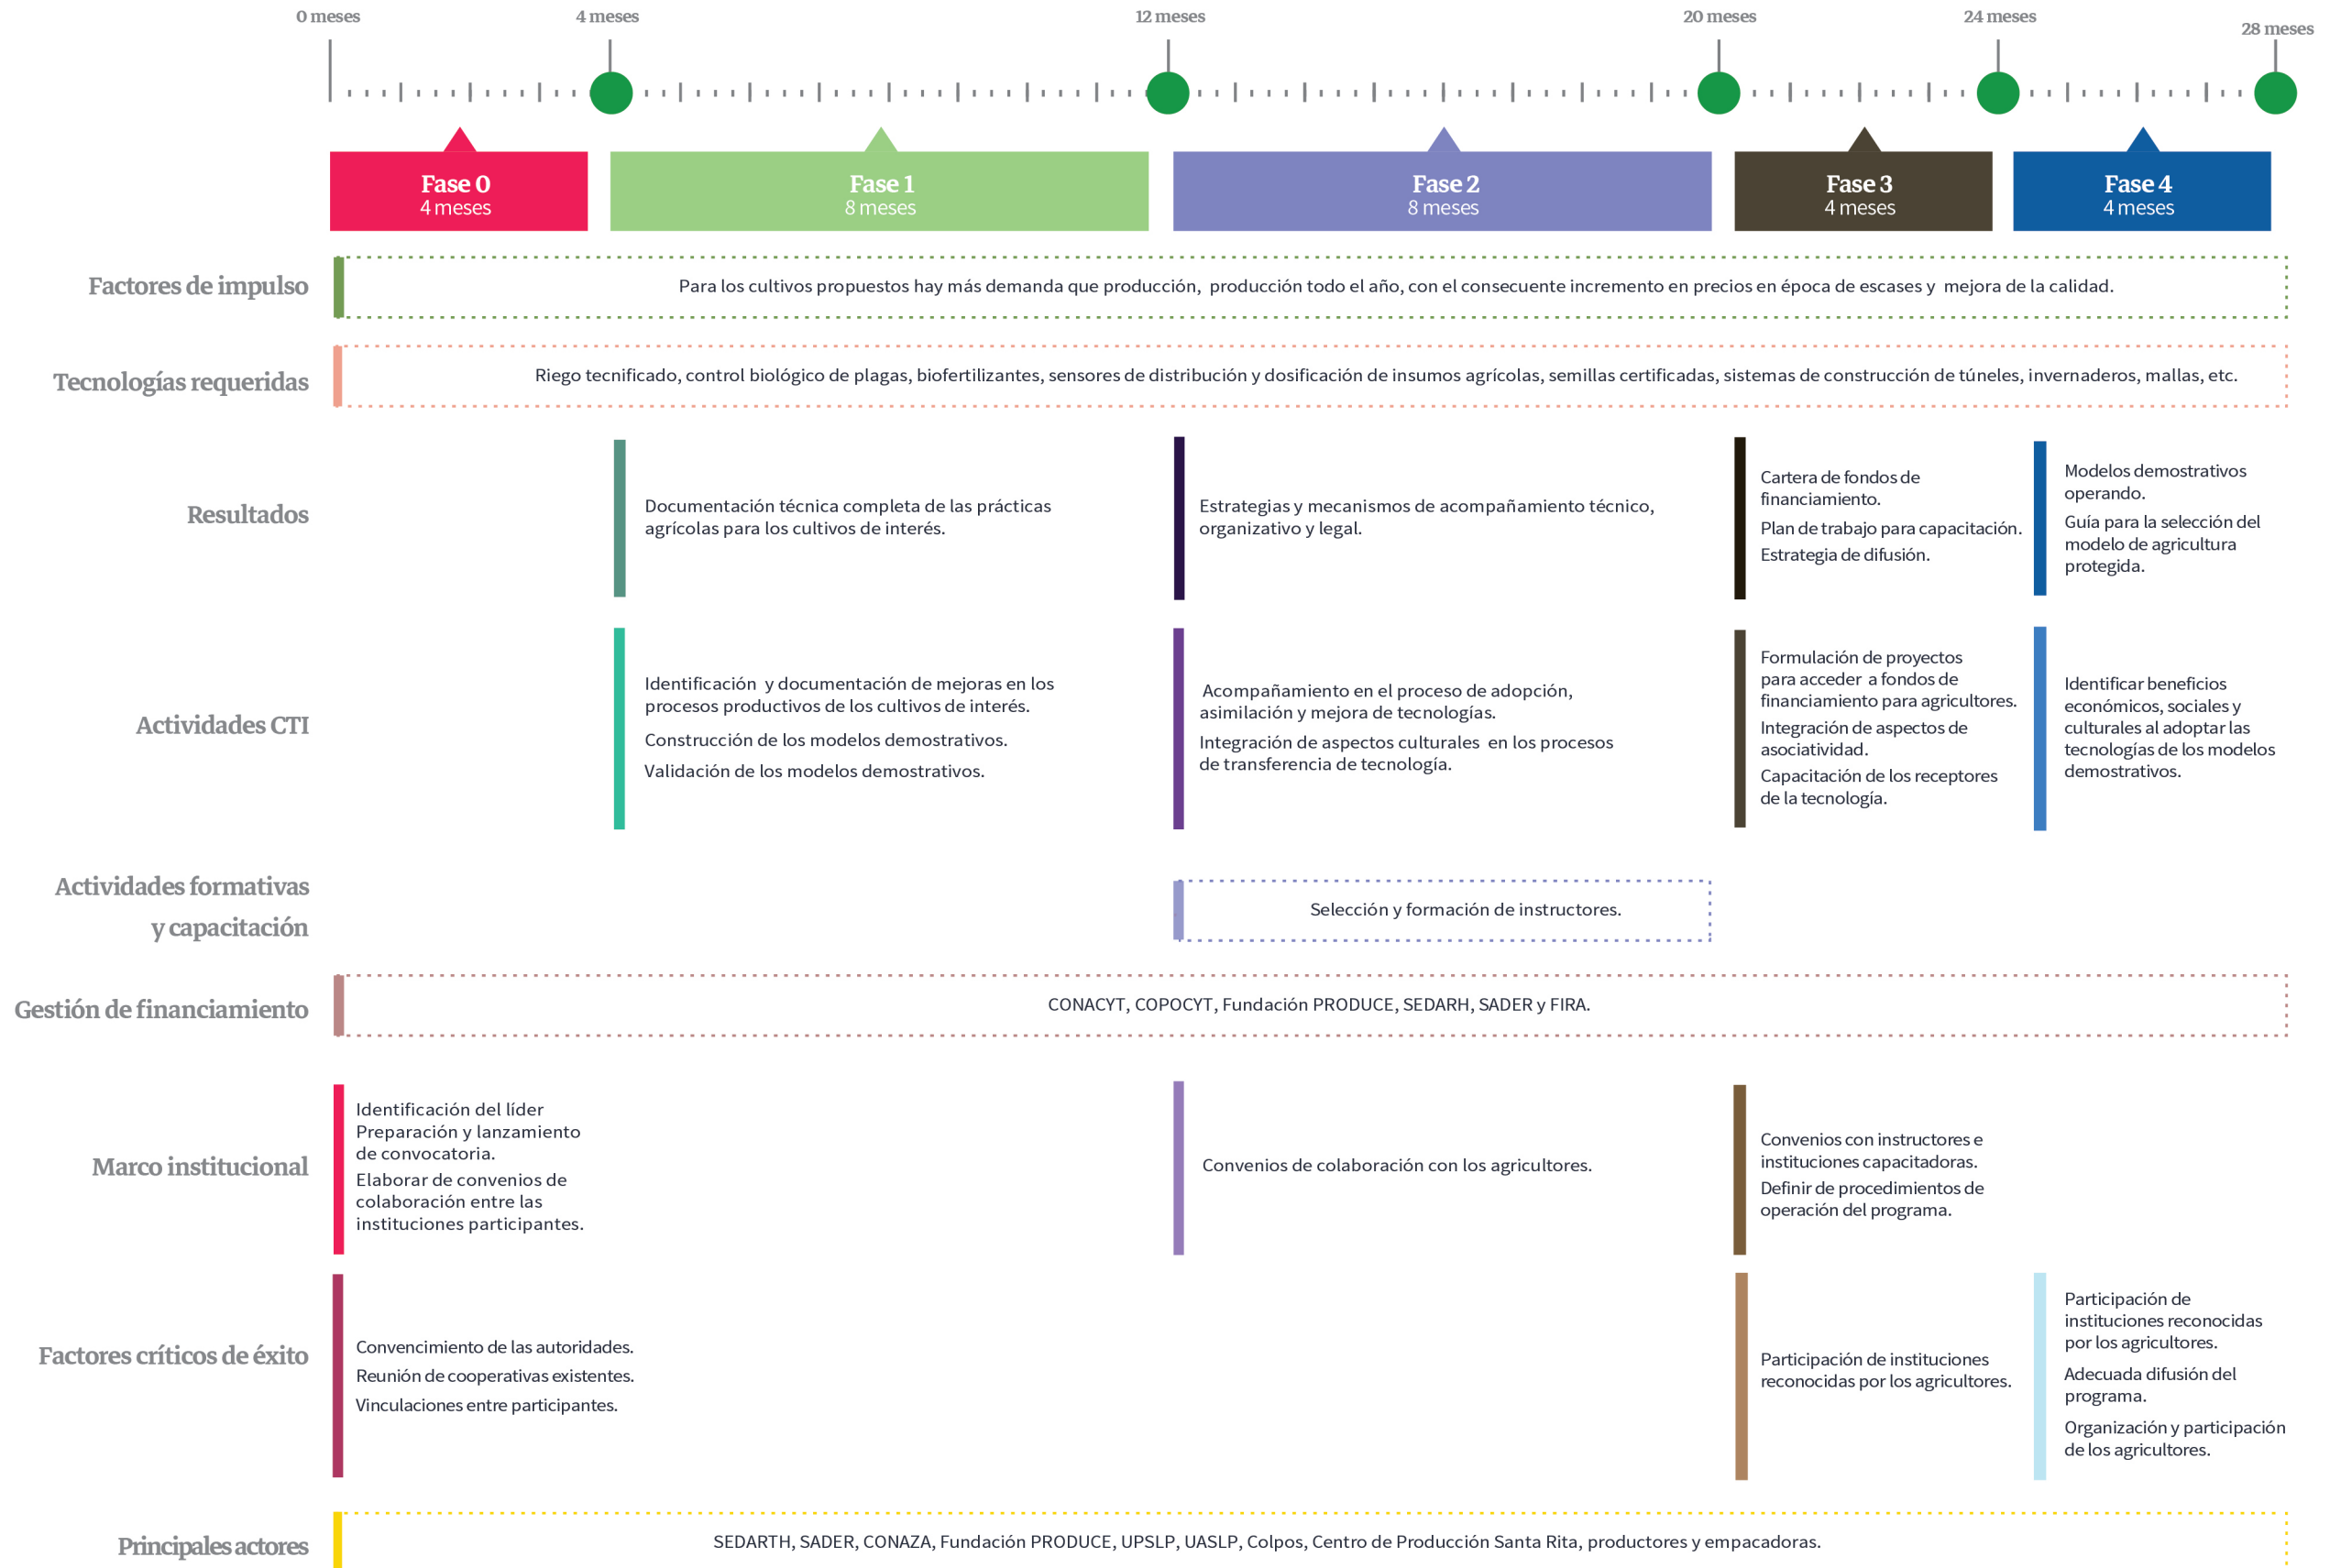 0 meses
4 meses
12 meses
20 meses
24 meses
28 meses
Fase 0
4 meses
Fase 1
8 meses
Fase 2
8 meses
Fase 3
4 meses
Fase 4
4 meses
Factores de impulso
Para los cultivos propuestos hay más demanda que producción, producción todo el año, con el consecuente incremento en precios en época de escases y mejora de la calidad.
Tecnologías requeridas
Riego tecnificado, control biológico de plagas, biofertilizantes, sensores de distribución y dosificación de insumos agrícolas, semillas certificadas, sistemas de construcción de túneles, invernaderos, mallas, etc.
Resultados
Documentación técnica completa de las prácticas
agrícolas para los cultivos de interés.
Estrategias y mecanismos de acompañamiento técnico,
organizativo y legal.
Cartera de fondos de
financiamiento.
Plan de trabajo para capacitación.
Estrategia de difusión.
Modelos demostrativos
operando.
Guía para la selección del
modelo de agricultura
protegida.
Actividades CTI
Identificación y documentación de mejoras en los
procesos productivos de los cultivos de interés.
Construcción de los modelos demostrativos.
Validación de los modelos demostrativos.
Acompañamiento en el proceso de adopción,
asimilación y mejora de tecnologías.
Integración de aspectos culturales en los procesos
de transferencia de tecnología.
Formulación de proyectos
para acceder a fondos de
financiamiento para agricultores.
Integración de aspectos de
asociatividad.
Capacitación de los receptores
de la tecnología.
Identificar beneficios
económicos, sociales y
culturales al adoptar las
tecnologías de los modelos
demostrativos.
Actividades formativas
y capacitación
Selección y formación de instructores.
Gestión de financiamiento
CONACYT, COPOCYT, Fundación PRODUCE, SEDARH, SADER y FIRA.
Marco institucional
Identificación del líder
Preparación y lanzamiento
de convocatoria.
Elaborar de convenios de
colaboración entre las
instituciones participantes.
Convenios de colaboración con los agricultores.
Convenios con instructores e
instituciones capacitadoras.
Definir de procedimientos de
operación del programa.
Factores críticos de éxito
Convencimiento de las autoridades.
Reunión de cooperativas existentes.
Vinculaciones entre participantes.
Participación de instituciones
reconocidas por los agricultores.
Participación de
instituciones reconocidas
por los agricultores.
Adecuada difusión del
programa.
Organización y participación
de los agricultores.
Principales actores
SEDARTH, SADER, CONAZA, Fundación PRODUCE, UPSLP, UASLP, Colpos, Centro de Producción Santa Rita, productores y empacadoras.